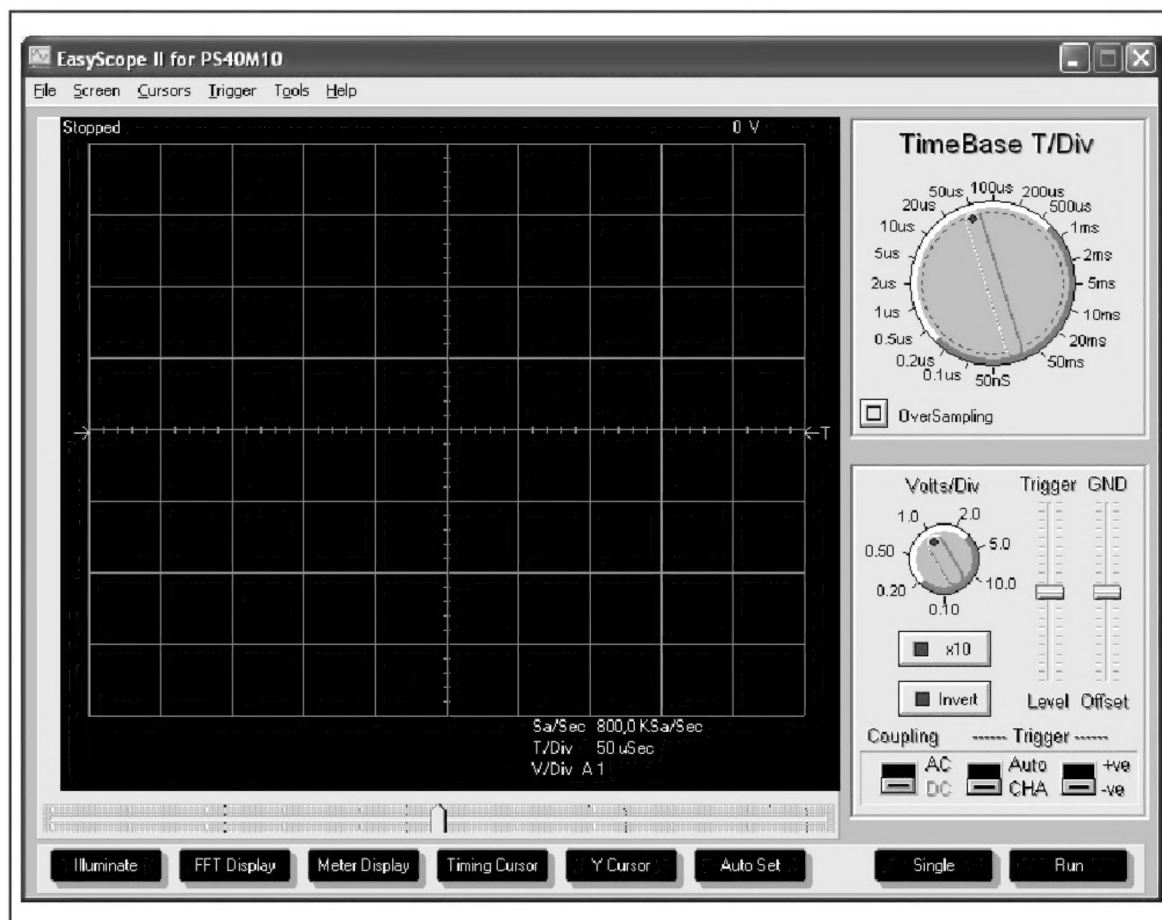 EasyScope II for PS40M10
File Screen Cursors Trigger Tools Help
Stopped 0 V
T
Sa/Sec 800,0 KSa/Sec
T/Div 50 uSec
V/Div A 1
TimeBase T/Div
50us 100us 200us
20us 500us
10us 1ms
5us 2ms
2us 5ms
1us 10ms
0.5us 20ms
0.2us 50ms
0.1us 50nS
OverSampling
Volts/Div Trigger GND
1.0 2.0
0.50 5.0
0.20 10.0
0.10
x10
Invert Level Offset
Coupling ------ Trigger ------
AC Auto +ve
DC CHA -ve
Illuminate FFT Display Meter Display Timing Cursor Y Cursor Auto Set Single Run